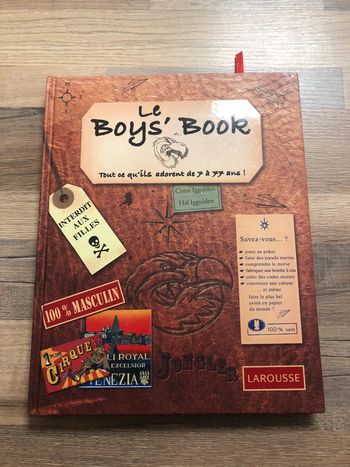 Le
Boys' Book
Tout ce qu'ils adorent de 7 à 77 ans !
Conn Iggulden
Hal Iggulden
INTERDIT
AUX
FILLES
Savez-vous... ?
jouer au poker
faire des nœuds marins
comprendre le morse
fabriquer une bombe à eau
créer des codes secrets
construire une cabane
... et même
faire le plus bel
avion en papier
du monde ?
100 % sain
100 % MASCULIN
CIRQUE
LI ROYAL
EXCELSIOR
VENEZIA
JUNGLES
LAROUSSE